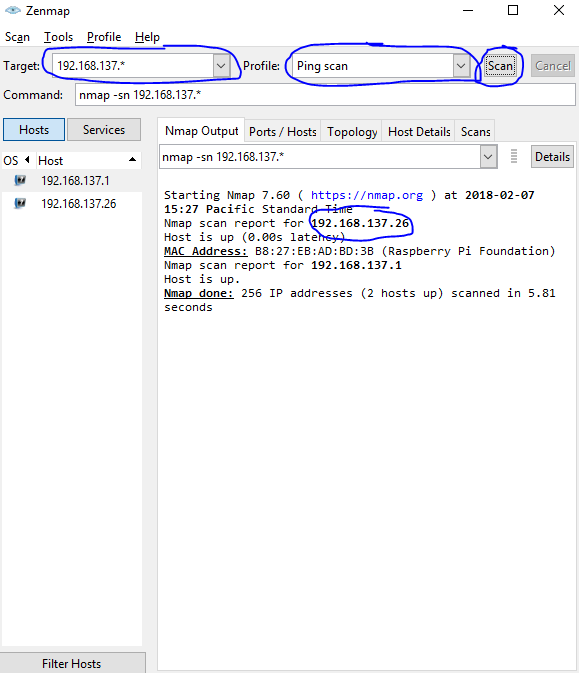 Zenmap
Scan Tools Profile Help
Target: 192.168.137.* Profile: Ping scan Scan Cancel
Command: nmap -sn 192.168.137.*
Hosts Services
Nmap Output Ports / Hosts Topology Host Details Scans
OS Host
nmap -sn 192.168.137.* Details
192.168.137.1
192.168.137.26
Starting Nmap 7.60 ( https://nmap.org ) at 2018-02-07
15:27 Pacific Standard Time
Nmap scan report for 192.168.137.26
Host is up (0.00s latency)
MAC Address: B8:27:EB:AD:BD:3B (Raspberry Pi Foundation)
Nmap scan report for 192.168.137.1
Host is up.
Nmap done: 256 IP addresses (2 hosts up) scanned in 5.81
seconds
Filter Hosts